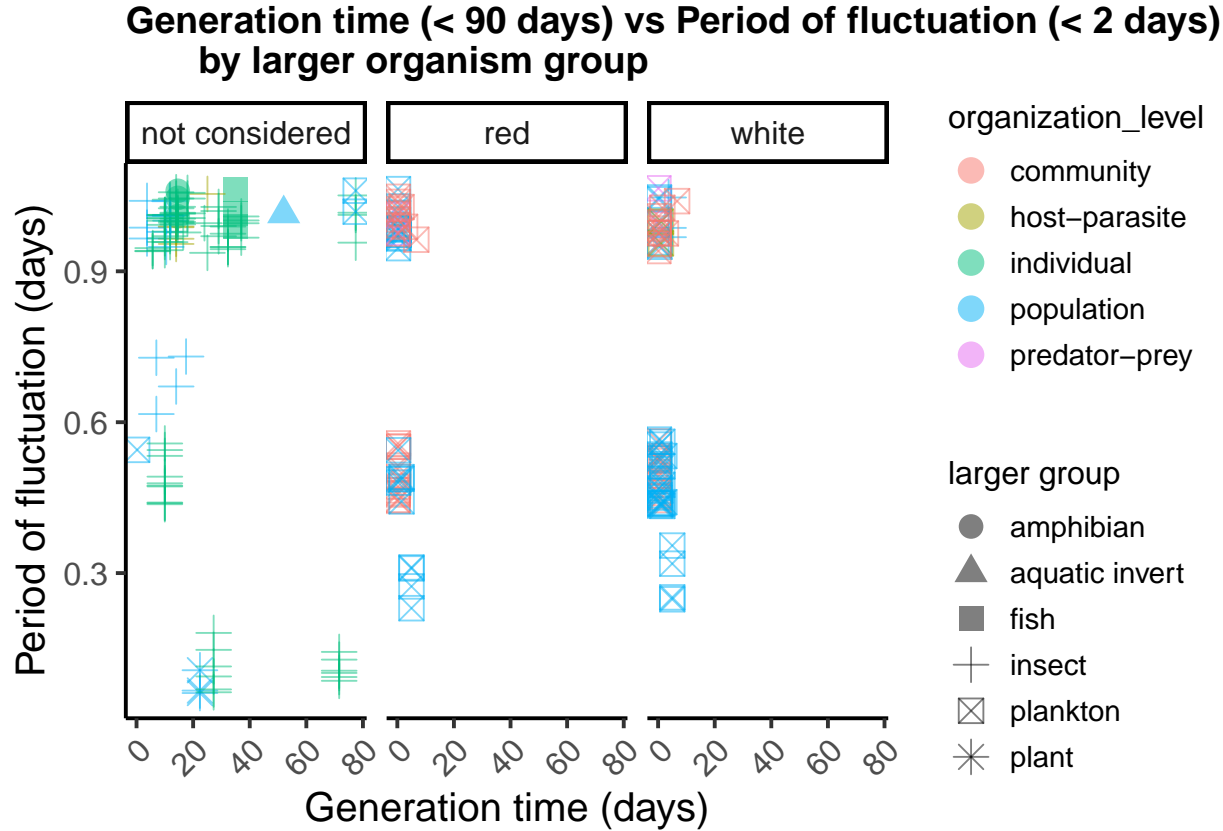 Generation time (< 90 days) vs Period of fluctuation (< 2 days)
by larger organism group
not considered
red
white
Period of fluctuation (days)
0.9
0.6
0.3
0 20 40 60 80
0 20 40 60 80
0 20 40 60 80
Generation time (days)
organization_level
community
host−parasite
individual
population
predator−prey
larger group
amphibian
aquatic invert
fish
insect
plankton
plant